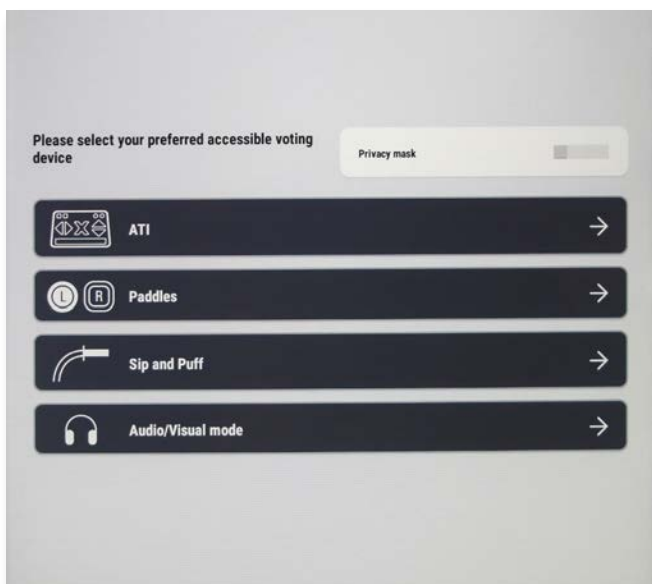 Please select your preferred accessible voting
device
Privacy mask
ATI
L R Paddles
Sip and Puff
Audio/Visual mode